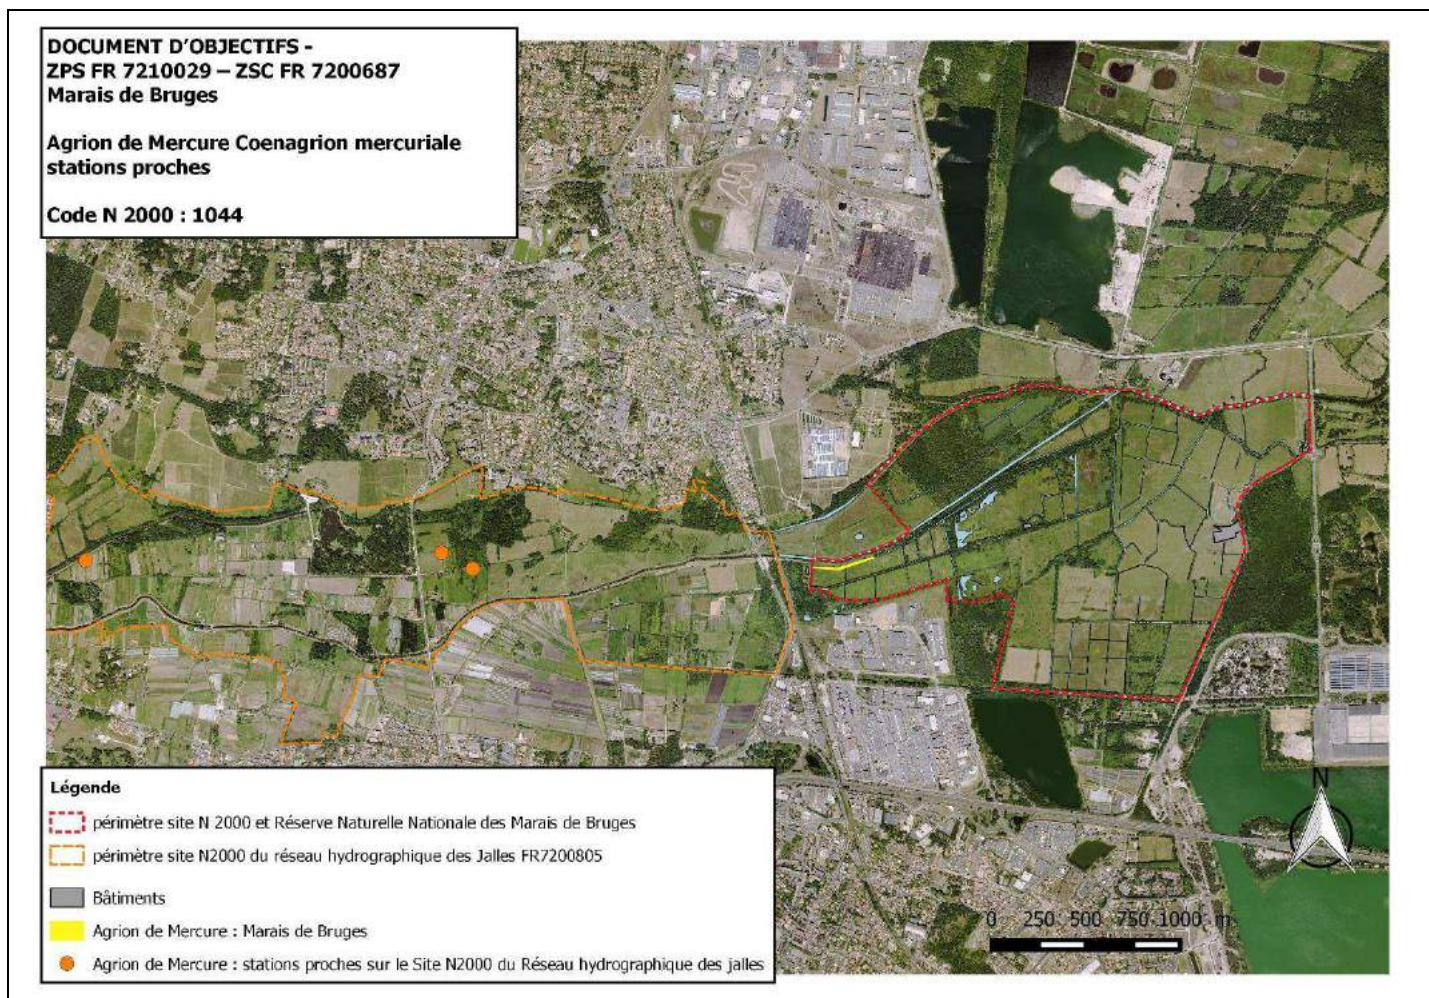 DOCUMENT D'OBJECTIFS -
ZPS FR 7210029 – ZSC FR 7200687
Marais de Bruges
Agrion de Mercure Coenagrion mercuriale
stations proches
Code N 2000 : 1044
Légende
périmètre site N 2000 et Réserve Naturelle Nationale des Marais de Bruges
périmètre site N2000 du réseau hydrographique des Jalles FR7200805
Bâtiments
Agrion de Mercure : Marais de Bruges
Agrion de Mercure : stations proches sur le Site N2000 du Réseau hydrographique des jalles
N
0 250 500 750 1000 m